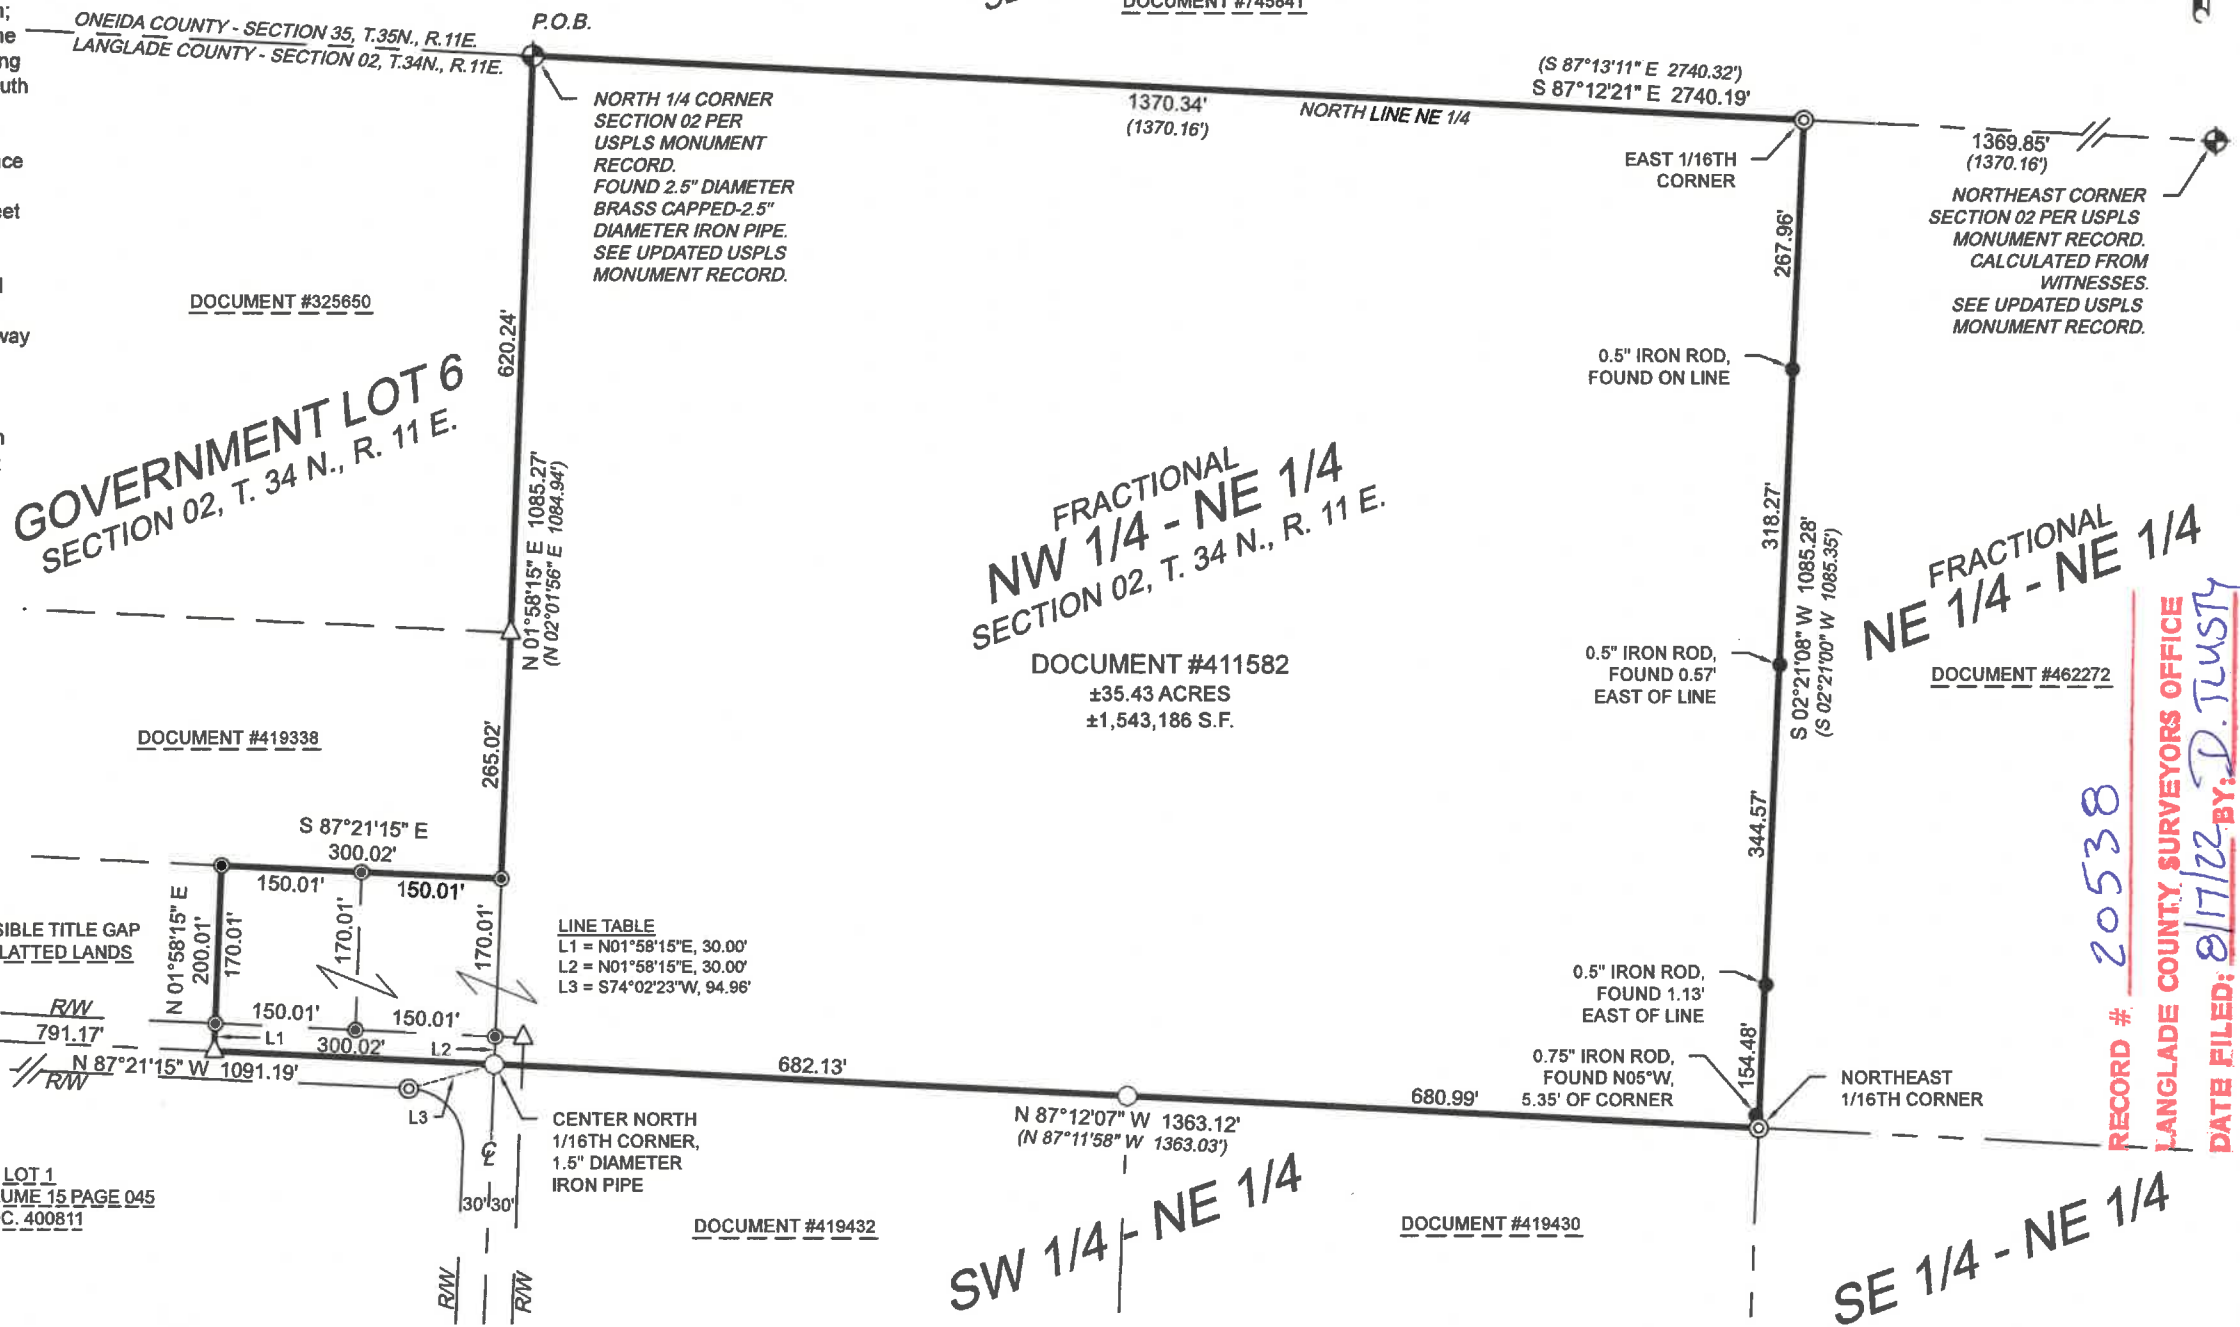 ONEIDA COUNTY - SECTION 35, T.35N., R.11E.
LANGLADE COUNTY - SECTION 02, T.34N., R.11E.
P.O.B.
DOCUMENT #745841
NORTH 1/4 CORNER
SECTION 02 PER
USPLS MONUMENT
RECORD.
FOUND 2.5" DIAMETER
BRASS CAPPED-2.5"
DIAMETER IRON PIPE.
SEE UPDATED USPLS
MONUMENT RECORD.
1370.34'
(1370.16')
NORTH LINE NE 1/4
(S 87°13'11" E 2740.32')
S 87°12'21" E 2740.19'
EAST 1/16TH
CORNER
1369.85'
(1370.16')
NORTHEAST CORNER
SECTION 02 PER USPLS
MONUMENT RECORD.
CALCULATED FROM
WITNESSES.
SEE UPDATED USPLS
MONUMENT RECORD.
DOCUMENT #325650
GOVERNMENT LOT 6
SECTION 02, T. 34 N., R. 11 E.
620.24'
N 01°58'15" E 1085.27'
(N 02°01'56" E 1084.94')
265.02'
FRACTIONAL
NW 1/4 - NE 1/4
SECTION 02, T. 34 N., R. 11 E.
DOCUMENT #411582
±35.43 ACRES
±1,543,186 S.F.
267.96'
0.5" IRON ROD,
FOUND ON LINE
318.27'
0.5" IRON ROD,
FOUND 0.57'
EAST OF LINE
S 02°21'08" W 1085.28'
(S 02°21'00" W 1085.35')
344.57'
0.5" IRON ROD,
FOUND 1.13'
EAST OF LINE
154.48'
0.75" IRON ROD,
FOUND N05°W,
5.35' OF CORNER
NORTHEAST
1/16TH CORNER
FRACTIONAL
NE 1/4 - NE 1/4
DOCUMENT #462272
DOCUMENT #419338
S 87°21'15" E
300.02'
150.01'
150.01'
N 01°58'15" E
200.01'
170.01'
170.01'
170.01'
150.01'
150.01'
L1
300.02'
L2
TITLE GAP
LANDS
R/W
791.17'
N 87°21'15" W 1091.19'
R/W
LINE TABLE
L1 = N01°58'15"E, 30.00'
L2 = N01°58'15"E, 30.00'
L3 = S74°02'23"W, 94.96'
L3
CENTER NORTH
1/16TH CORNER,
1.5" DIAMETER
IRON PIPE
682.13'
N 87°12'07" W 1363.12'
(N 87°11'58" W 1363.03')
680.99'
LOT 1
15 PAGE 045
400811
30' 30'
R/W
R/W
DOCUMENT #419432
SW 1/4 - NE 1/4
DOCUMENT #419430
SE 1/4 - NE 1/4
RECORD # 20538
LANGLADE COUNTY SURVEYORS OFFICE
DATE FILED: 8/17/22 BY: D. TLUSTY